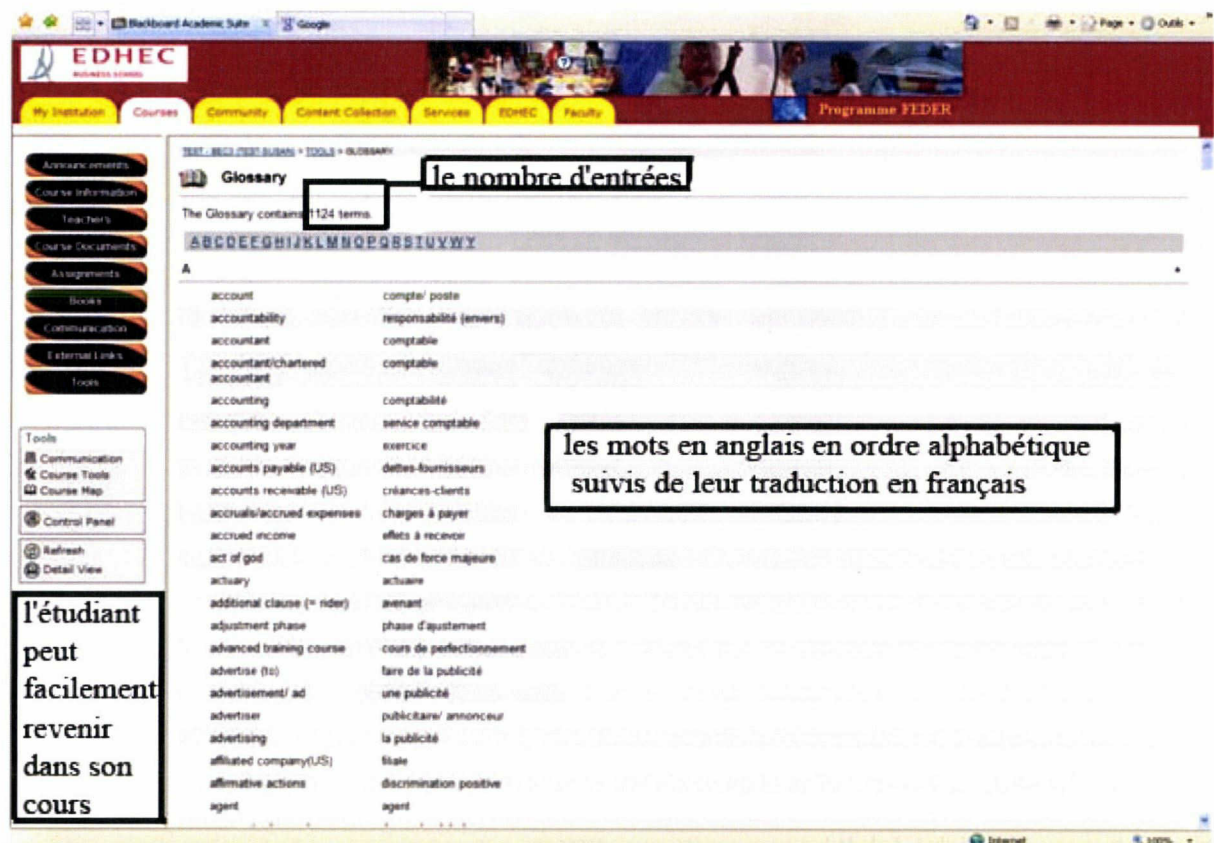 Blackboard Academic Suite Google Page Outils
EDHEC
BUSINESS SCHOOL
My Institution Courses Community Content Collection Services EDHEC Faculty Programme FEDER
TEST - BEC3 (TEST SUSAN) > TOOLS > GLOSSARY
Glossary
le nombre d'entrées
The Glossary contains 1124 terms.
A B C D E F G H I J K L M N O P Q R S T U V W Y
A
account compte/ poste
accountability responsabilité (envers)
accountant comptable
accountant/chartered accountant comptable
accounting comptabilité
accounting department service comptable
accounting year exercice
accounts payable (US) dettes-fournisseurs
accounts receivable (US) créances-clients
accruals/accrued expenses charges à payer
accrued income effets à recevoir
act of god cas de force majeure
actuary actuaire
additional clause (= rider) avenant
adjustment phase phase d'ajustement
advanced training course cours de perfectionnement
advertise (to) faire de la publicité
advertisement/ ad une publicité
advertiser publicitaire/ annonceur
advertising la publicité
affiliated company(US) filiale
affirmative actions discrimination positive
agent agent
les mots en anglais en ordre alphabétique
suivis de leur traduction en français
Announcements
Course Information
Teachers
Course Documents
Assignments
Books
Communication
External Links
Tools
Tools
Communication
Course Tools
Course Map
Control Panel
Refresh
Detail View
l'étudiant
peut
facilement
revenir
dans son
cours
Internet 100%